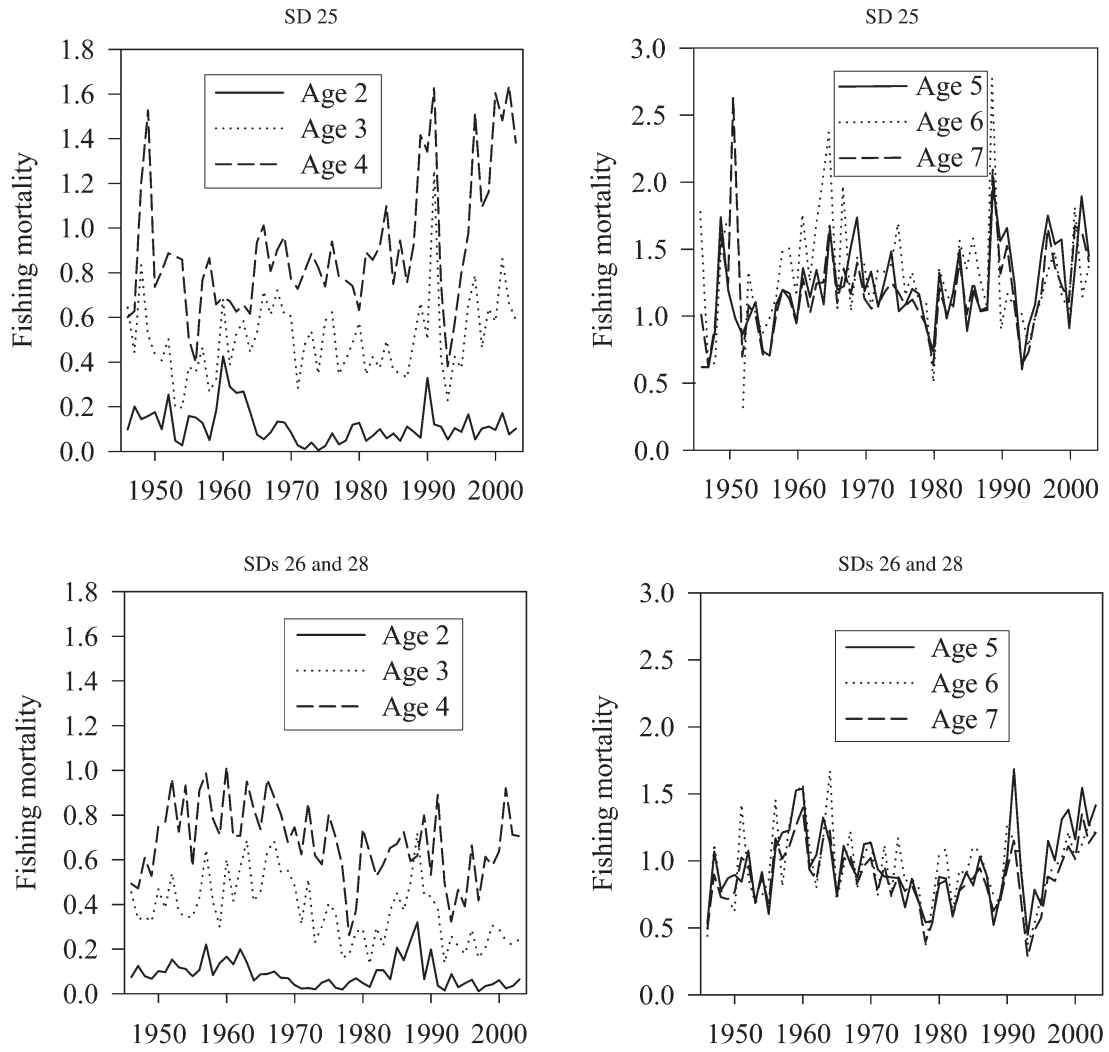 SD 25
Fishing mortality
1.8
1.6
1.4
1.2
1.0
0.8
0.6
0.4
0.2
0.0
Age 2
Age 3
Age 4
1950 1960 1970 1980 1990 2000
SD 25
Fishing mortality
3.0
2.5
2.0
1.5
1.0
0.5
0.0
Age 5
Age 6
Age 7
1950 1960 1970 1980 1990 2000
SDs 26 and 28
Fishing mortality
1.8
1.6
1.4
1.2
1.0
0.8
0.6
0.4
0.2
0.0
Age 2
Age 3
Age 4
1950 1960 1970 1980 1990 2000
SDs 26 and 28
Fishing mortality
3.0
2.5
2.0
1.5
1.0
0.5
0.0
Age 5
Age 6
Age 7
1950 1960 1970 1980 1990 2000